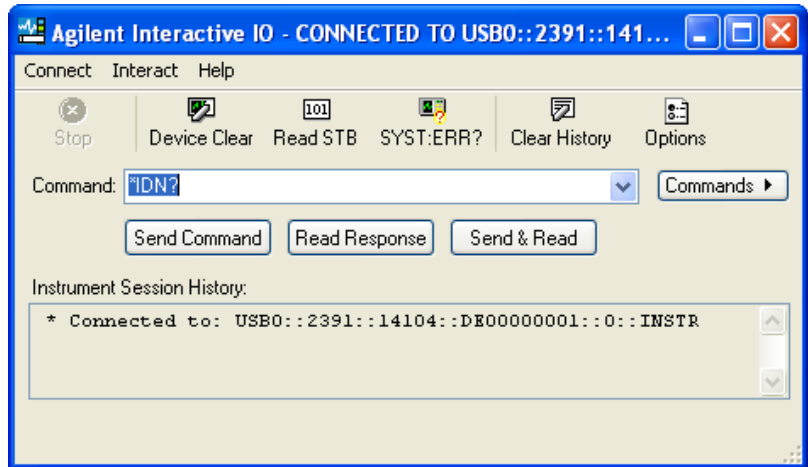 Agilent Interactive IO - CONNECTED TO USB0::2391::141...
Connect Interact Help
Stop
101
Device Clear Read STB SYST:ERR? Clear History Options
Command: *IDN? Commands
Send Command Read Response Send & Read
Instrument Session History:
* Connected to: USB0::2391::14104::DE00000001::0::INSTR